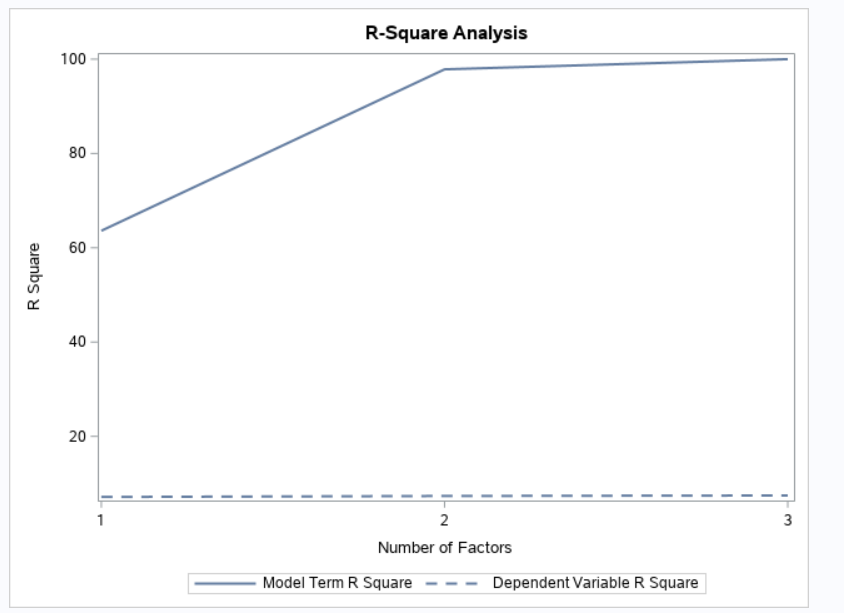 R-Square Analysis
100
80
60
40
20
R Square
1 2 3
Number of Factors
Model Term R Square Dependent Variable R Square